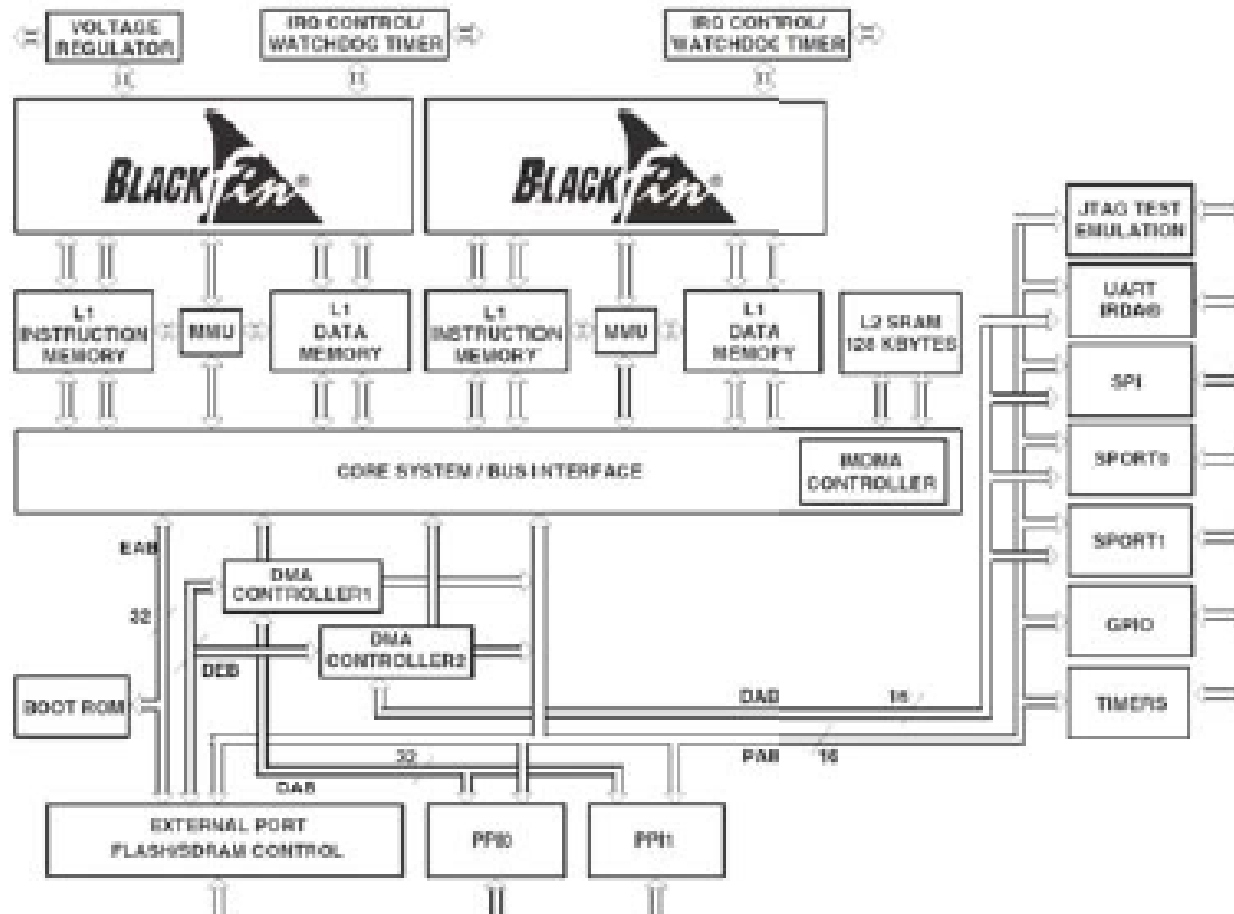 VOLTAGE
REGULATOR
IRQ CONTROL/
WATCHDOG TIMER
IRQ CONTROL/
WATCHDOG TIMER
BLACKfin®
BLACKfin®
JTAG TEST
EMULATION
UART
IRDA®
L1
INSTRUCTION
MEMORY
MMU
L1
DATA
MEMORY
L1
INSTRUCTION
MEMORY
MMU
L1
DATA
MEMORY
L2 SRAM
128 KBYTES
SPI
CORE SYSTEM / BUS INTERFACE
IMDMA
CONTROLLER
SPORT0
SPORT1
EAB
DMA
CONTROLLER1
32
DMA
CONTROLLER2
GPIO
DEB
BOOT ROM
DAB
16
TIMERS
32
PAB
16
DAB
EXTERNAL PORT
FLASH/SDRAM CONTROL
PPI0
PPI1